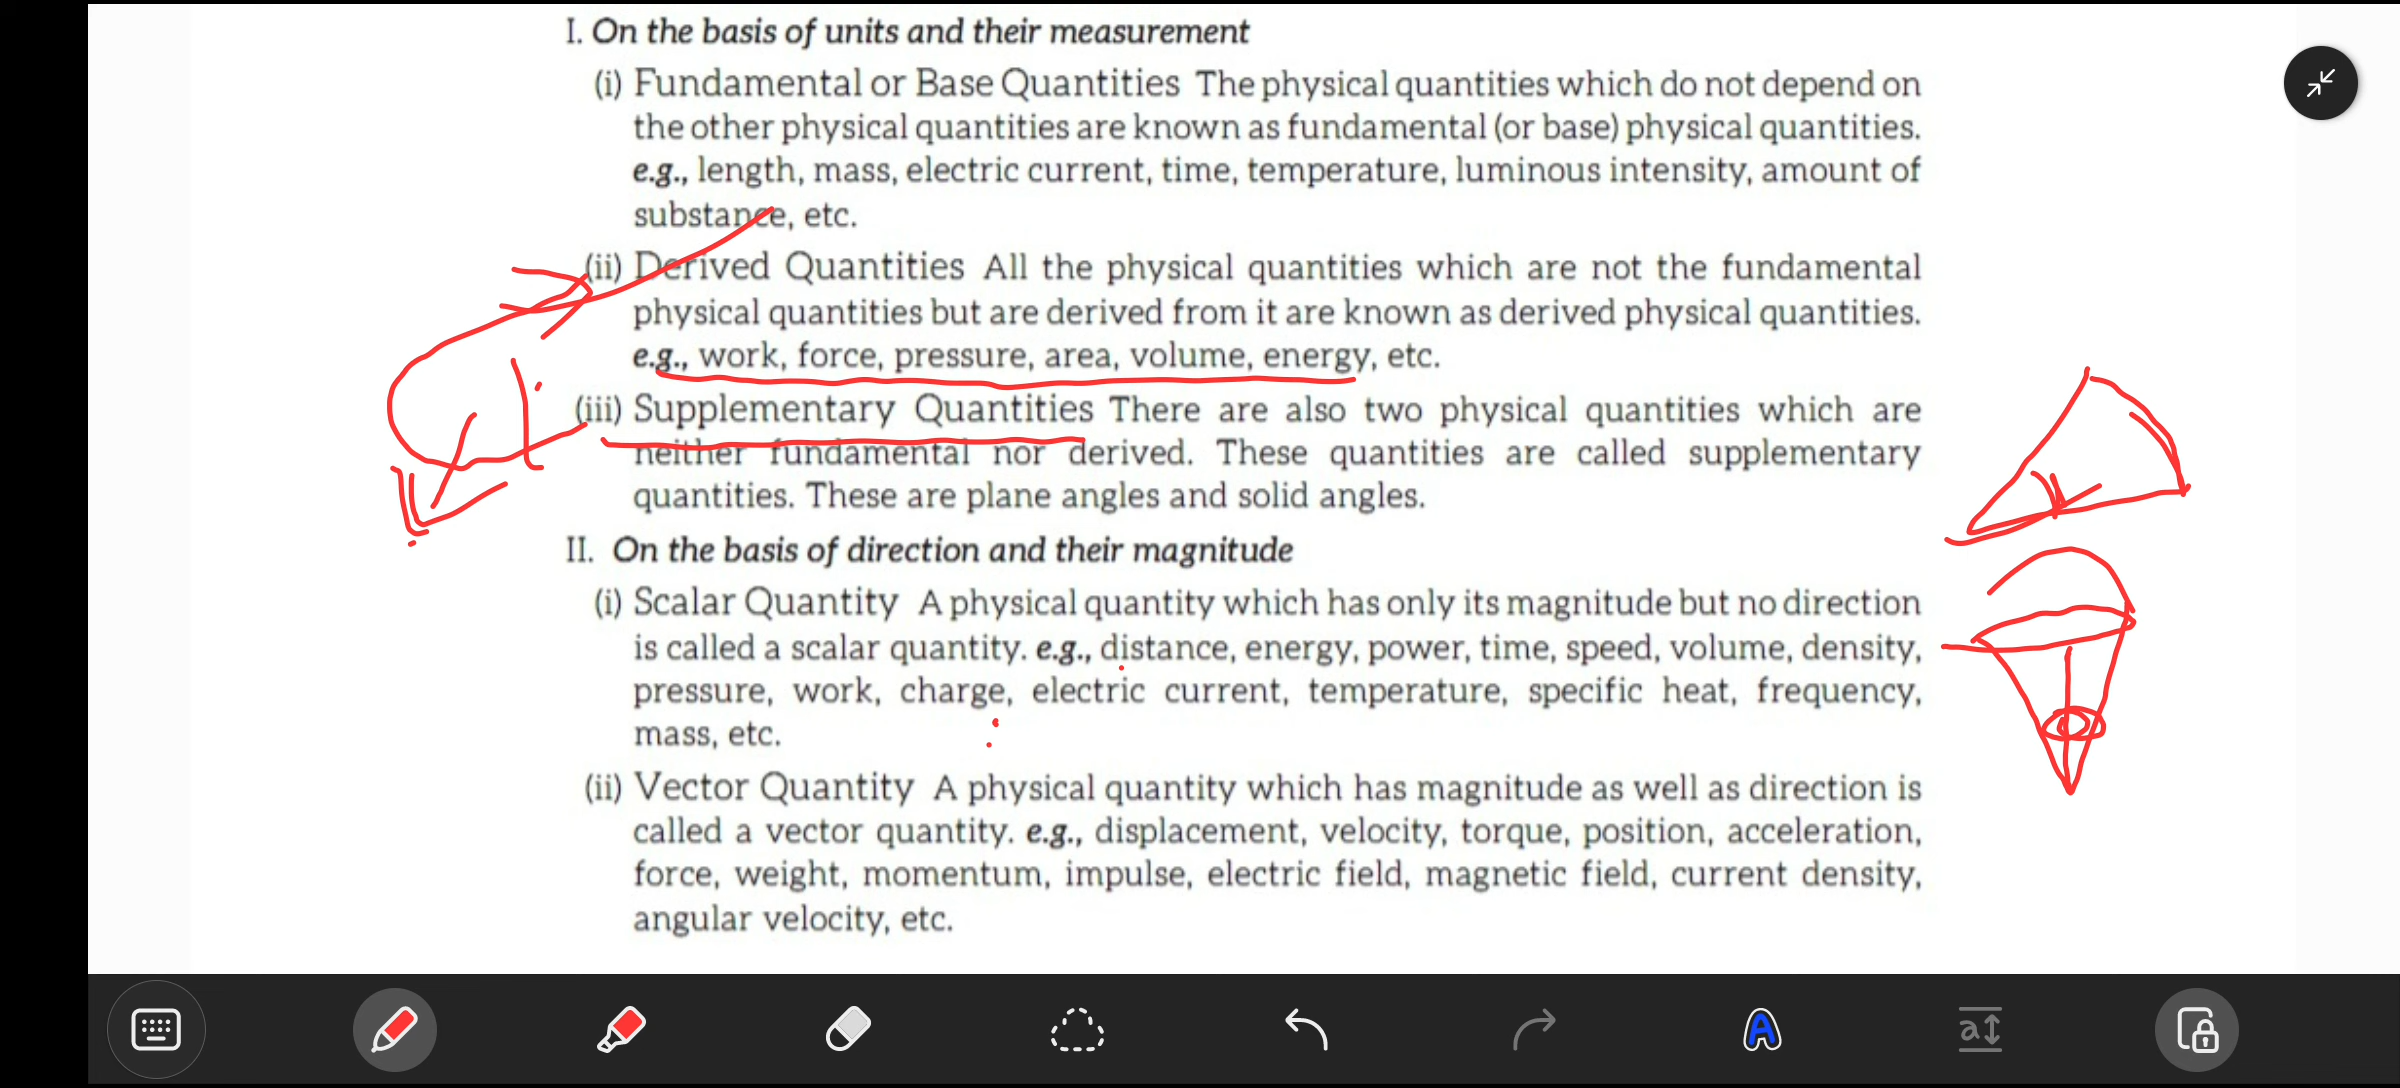 I. On the basis of units and their measurement
(i) Fundamental or Base Quantities The physical quantities which do not depend on
the other physical quantities are known as fundamental (or base) physical quantities.
e.g., length, mass, electric current, time, temperature, luminous intensity, amount of
substance, etc.
(ii) Derived Quantities All the physical quantities which are not the fundamental
physical quantities but are derived from it are known as derived physical quantities.
e.g., work, force, pressure, area, volume, energy, etc.
(iii) Supplementary Quantities There are also two physical quantities which are
neither fundamental nor derived. These quantities are called supplementary
quantities. These are plane angles and solid angles.
II. On the basis of direction and their magnitude
(i) Scalar Quantity A physical quantity which has only its magnitude but no direction
is called a scalar quantity. e.g., distance, energy, power, time, speed, volume, density,
pressure, work, charge, electric current, temperature, specific heat, frequency,
mass, etc.
(ii) Vector Quantity A physical quantity which has magnitude as well as direction is
called a vector quantity. e.g., displacement, velocity, torque, position, acceleration,
force, weight, momentum, impulse, electric field, magnetic field, current density,
angular velocity, etc.
A
a